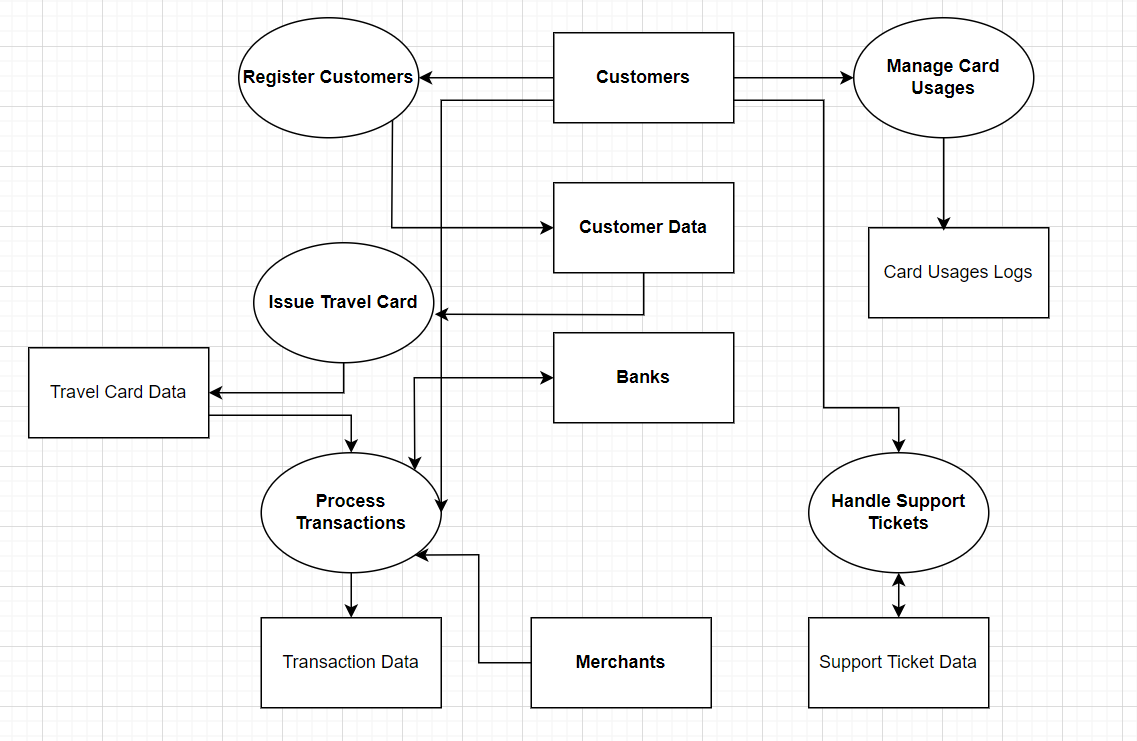 Register Customers
Customers
Manage Card
Usages
Customer Data
Card Usages Logs
Issue Travel Card
Banks
Travel Card Data
Process
Transactions
Handle Support
Tickets
Transaction Data
Merchants
Support Ticket Data